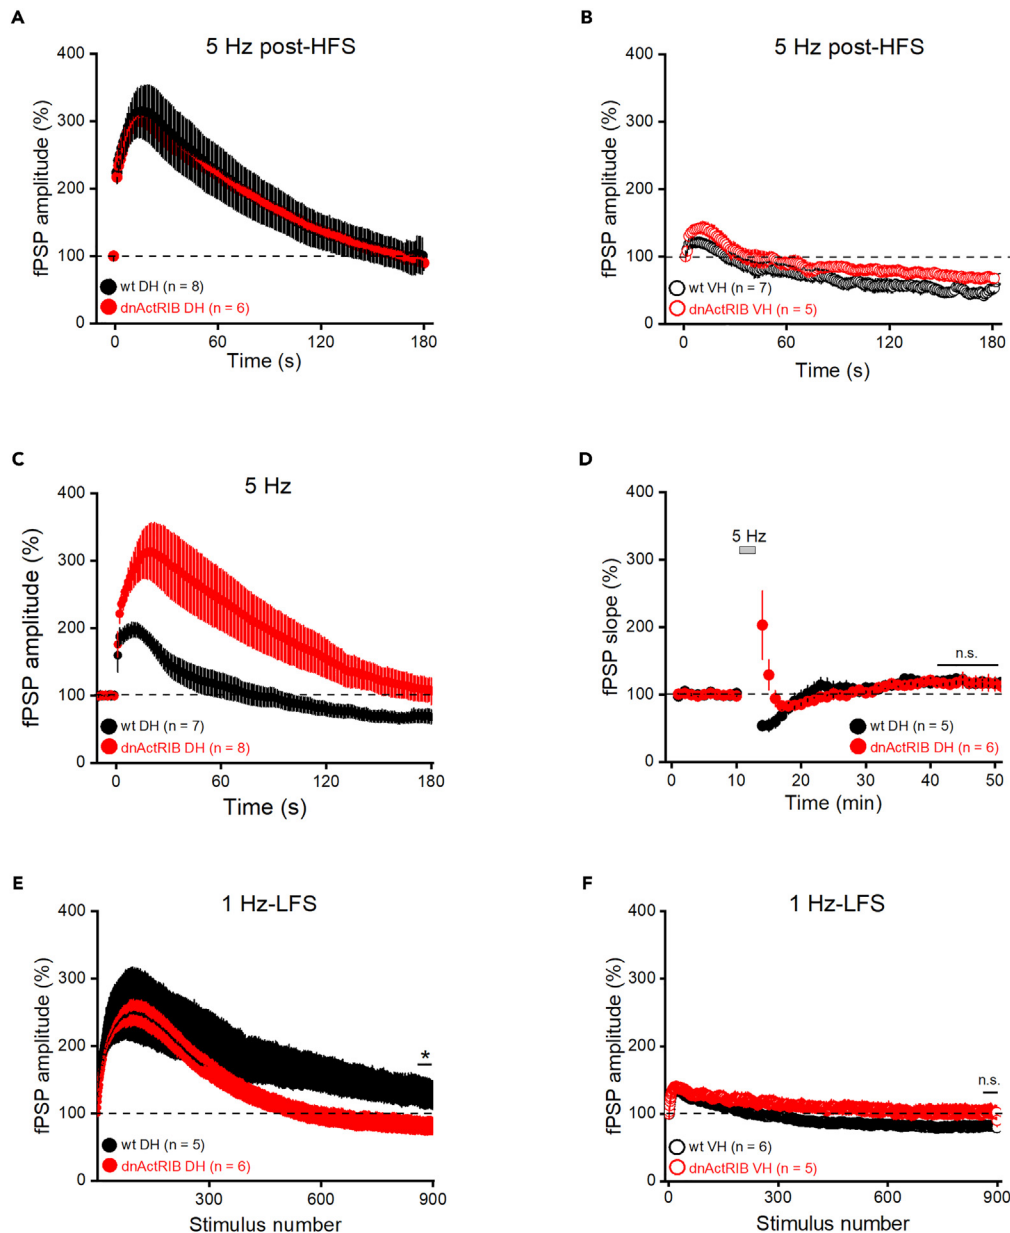 A
5 Hz post-HFS
fPSP amplitude (%)
400
300
200
100
0
wt DH (n = 8)
dnActRIB DH (n = 6)
0 60 120 180
Time (s)
B
5 Hz post-HFS
fPSP amplitude (%)
400
300
200
100
0
wt VH (n = 7)
dnActRIB VH (n = 5)
0 60 120 180
Time (s)
C
5 Hz
fPSP amplitude (%)
400
300
200
100
0
wt DH (n = 7)
dnActRIB DH (n = 8)
0 60 120 180
Time (s)
D
fPSP slope (%)
400
300
200
100
0
5 Hz
n.s.
wt DH (n = 5)
dnActRIB DH (n = 6)
0 10 20 30 40 50
Time (min)
E
1 Hz-LFS
fPSP amplitude (%)
400
300
200
100
0
*
wt DH (n = 5)
dnActRIB DH (n = 6)
300 600 900
Stimulus number
F
1 Hz-LFS
fPSP amplitude (%)
400
300
200
100
0
n.s.
wt VH (n = 6)
dnActRIB VH (n = 5)
0 300 600 900
Stimulus number